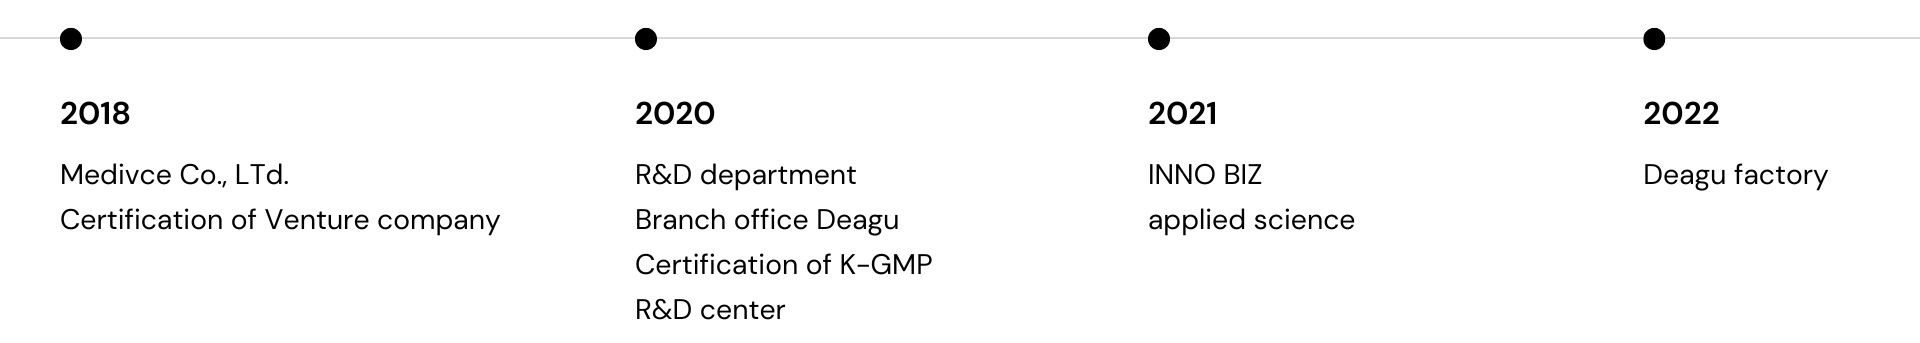 2018
Medivce Co., LTd.
Certification of Venture company
2020
R&D department
Branch office Deagu
Certification of K-GMP
R&D center
2021
INNO BIZ
applied science
2022
Deagu factory